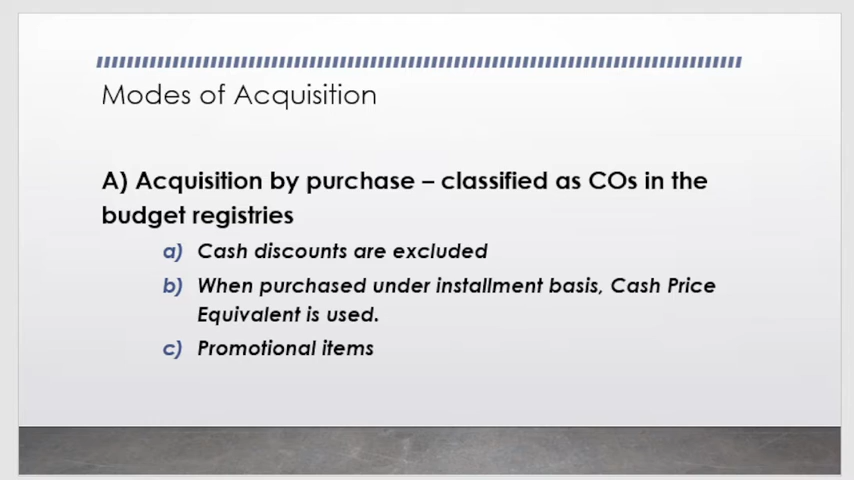 Modes of Acquisition
A) Acquisition by purchase – classified as COs in the
budget registries
a) Cash discounts are excluded
b) When purchased under installment basis, Cash Price
Equivalent is used.
c) Promotional items